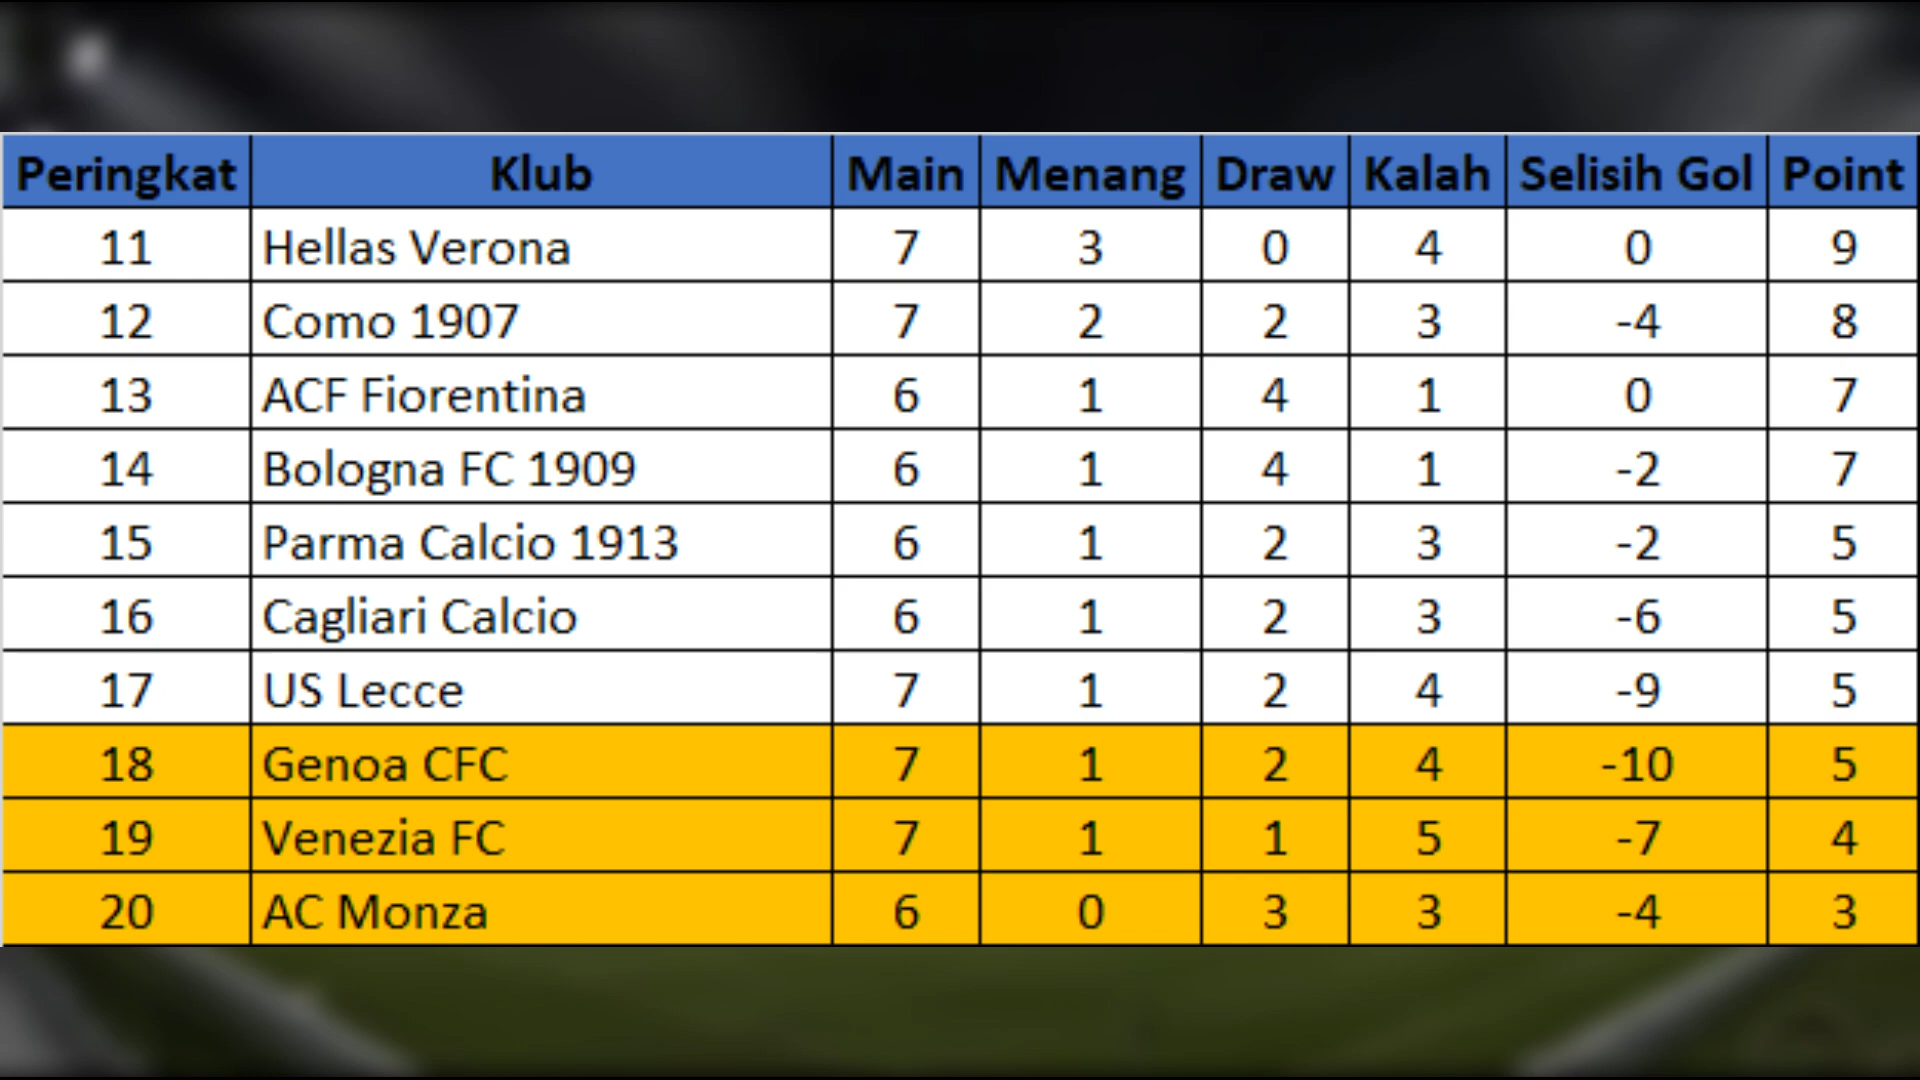 Peringkat Klub Main Menang Draw Kalah Selisih Gol Point
11 Hellas Verona 7 3 0 4 0 9
12 Como 1907 7 2 2 3 -4 8
13 ACF Fiorentina 6 1 4 1 0 7
14 Bologna FC 1909 6 1 4 1 -2 7
15 Parma Calcio 1913 6 1 2 3 -2 5
16 Cagliari Calcio 6 1 2 3 -6 5
17 US Lecce 7 1 2 4 -9 5
18 Genoa CFC 7 1 2 4 -10 5
19 Venezia FC 7 1 1 5 -7 4
20 AC Monza 6 0 3 3 -4 3